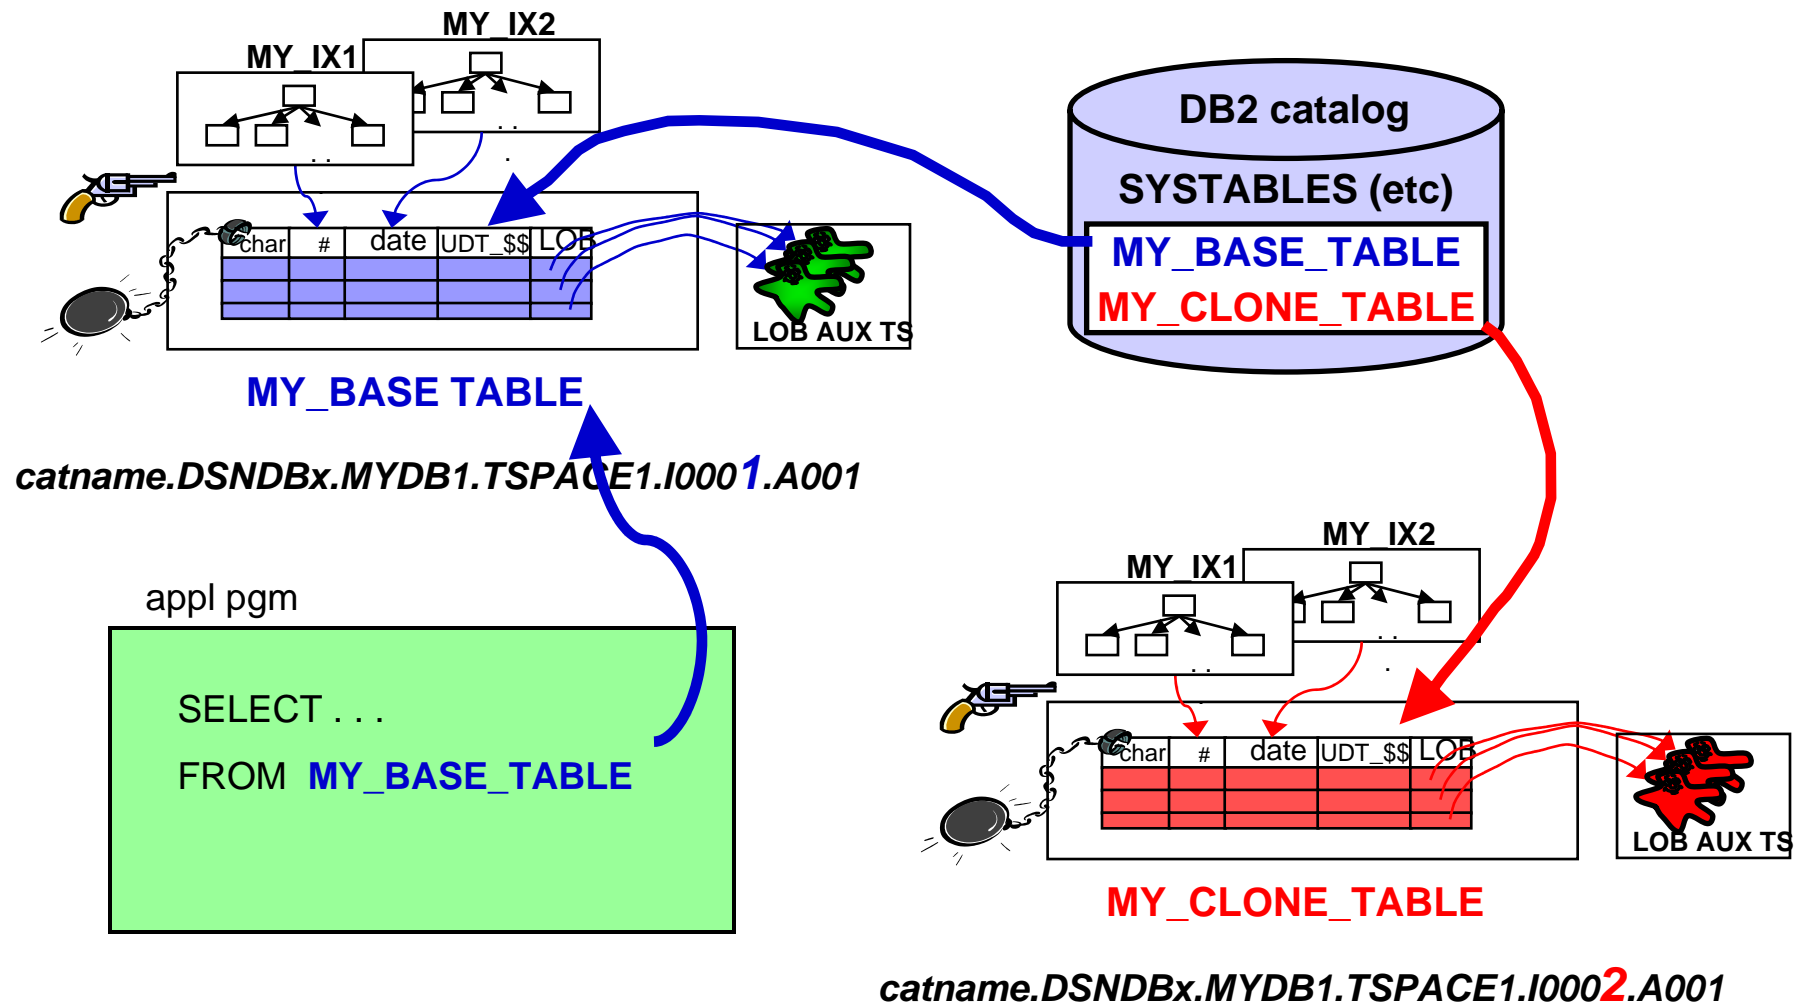 MY_IX2
MY_IX1
. .
. .
.
char # date UDT_$$ LOB
LOB AUX TS
MY_BASE TABLE
catname.DSNDBx.MYDB1.TSPACE1.I0001.A001
DB2 catalog
SYSTABLES (etc)
MY_BASE_TABLE
MY_CLONE_TABLE
appl pgm
SELECT . . .
FROM MY_BASE_TABLE
MY_IX2
MY_IX1
. .
. .
.
char # date UDT_$$ LOB
LOB AUX TS
MY_CLONE_TABLE
catname.DSNDBx.MYDB1.TSPACE1.I0002.A001